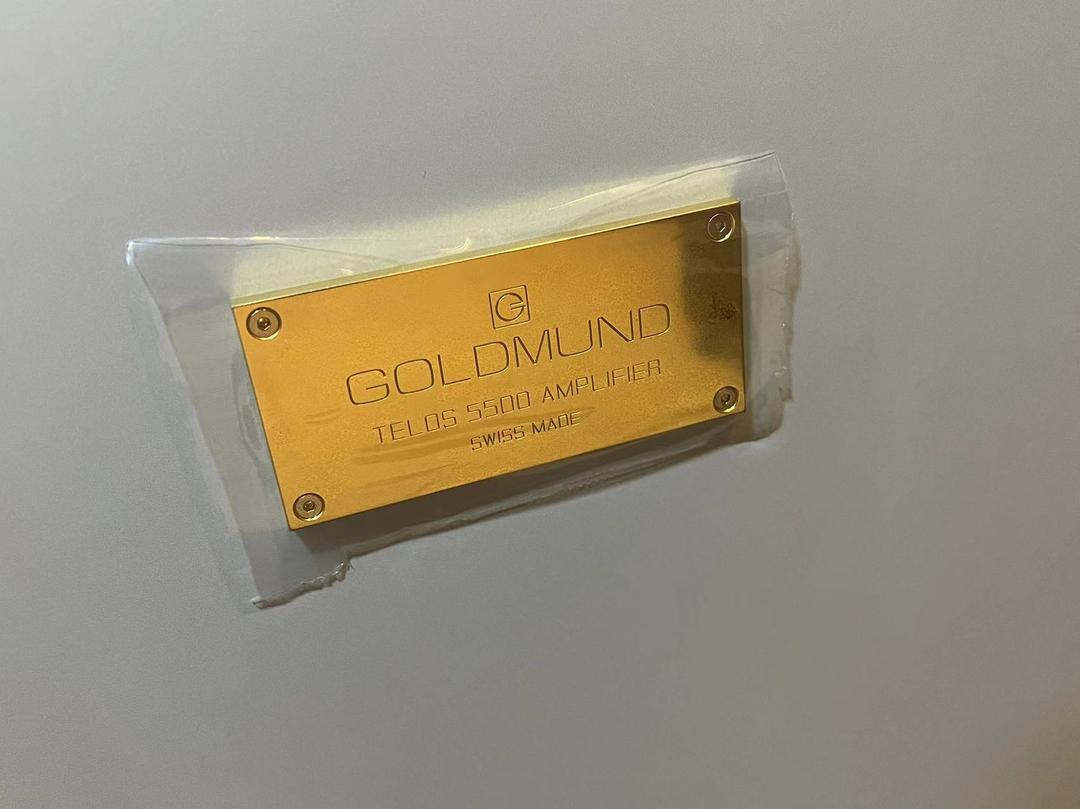 G
GOLDMUND
TELOS 5500 AMPLIFIER
SWISS MADE